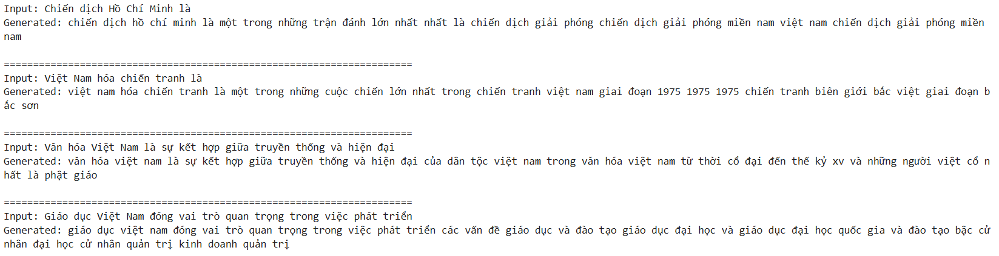 Input: Chiến dịch Hồ Chí Minh là
Generated: chiến dịch hồ chí minh là một trong những trận đánh lớn nhất nhất là chiến dịch giải phóng chiến dịch giải phóng miền nam việt nam chiến dịch giải phóng miền
nam
======================================================================
Input: Việt Nam hóa chiến tranh là
Generated: việt nam hóa chiến tranh là một trong những cuộc chiến lớn nhất trong chiến tranh việt nam giai đoạn 1975 1975 1975 chiến tranh biên giới bắc việt giai đoạn b
ắc sơn
======================================================================
Input: Văn hóa Việt Nam là sự kết hợp giữa truyền thống và hiện đại
Generated: văn hóa việt nam là sự kết hợp giữa truyền thống và hiện đại của dân tộc việt nam trong văn hóa việt nam từ thời cổ đại đến thế kỷ xv và những người việt cổ n
hất là phật giáo
======================================================================
Input: Giáo dục Việt Nam đóng vai trò quan trọng trong việc phát triển
Generated: giáo dục việt nam đóng vai trò quan trọng trong việc phát triển các vấn đề giáo dục và đào tạo giáo dục đại học và giáo dục đại học quốc gia và đào tạo bậc cử
nhân đại học cử nhân quản trị kinh doanh quản trị